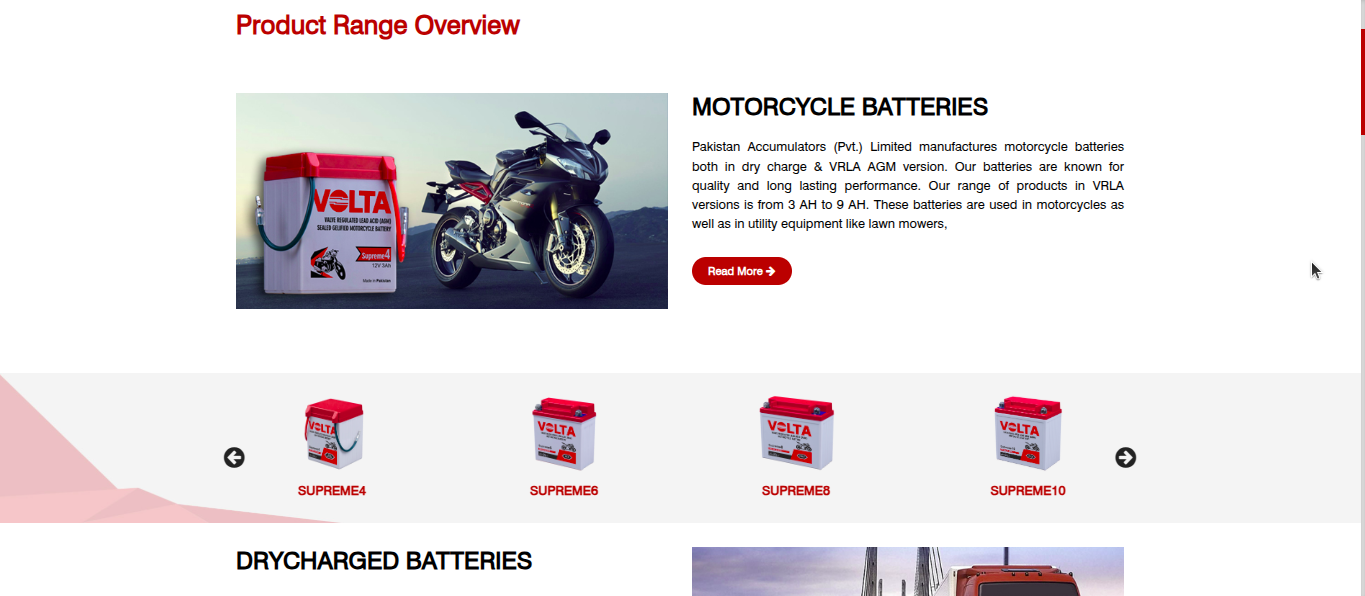 Product Range Overview
VOLTA
VALVE REGULATED LEAD ACID (AGM)
SEALED GELIFIED MOTORCYCLE BATTERY
Supreme4
12V 3AH
Made in Pakistan
MOTORCYCLE BATTERIES
Pakistan Accumulators (Pvt.) Limited manufactures motorcycle batteries
both in dry charge & VRLA AGM version. Our batteries are known for
quality and long lasting performance. Our range of products in VRLA
versions is from 3 AH to 9 AH. These batteries are used in motorcycles as
well as in utility equipment like lawn mowers,
Read More
VOLTA
VOLTA
VOLTA
VOLTA
SUPREME4
SUPREME6
SUPREME8
SUPREME10
DRYCHARGED BATTERIES